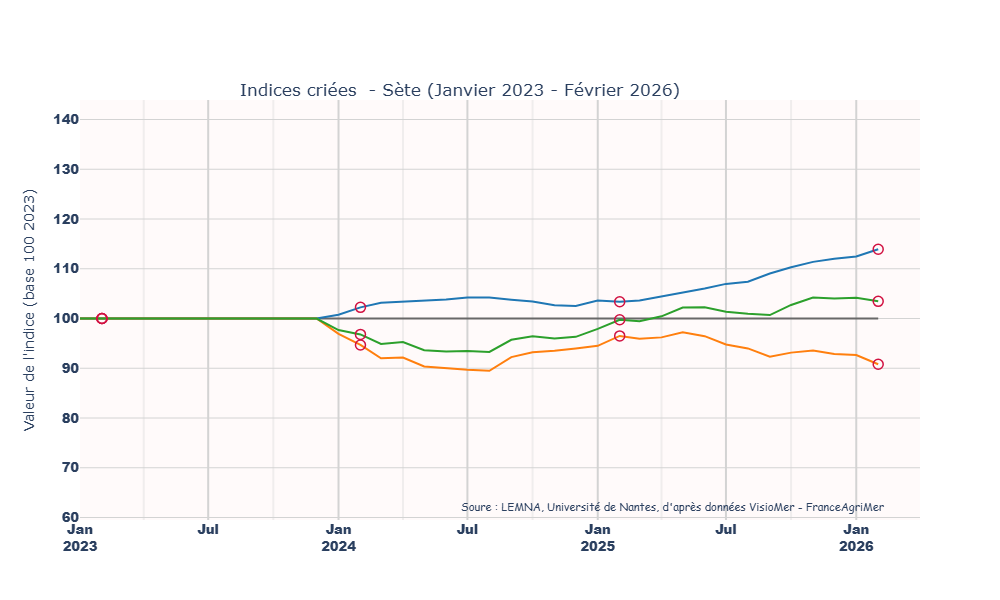 Indices criées  - Sète (Janvier 2023 - Février 2026)
Valeur de l'indice (base 100 2023)
140
130
120
110
100
90
80
70
60
Soure : LEMNA, Université de Nantes, d'après données VisioMer - FranceAgriMer
Jan Jul Jan Jul Jan Jul Jan
2023 2024 2025 2026